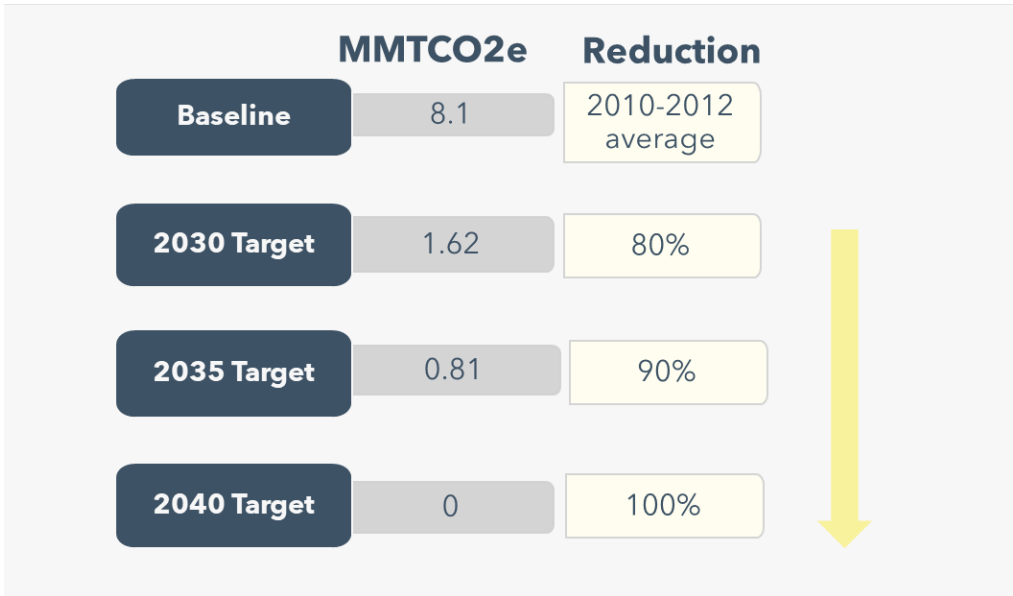 MMTCO2e Reduction
Baseline 8.1 2010-2012
average
2030 Target 1.62 80%
2035 Target 0.81 90%
2040 Target 0 100%